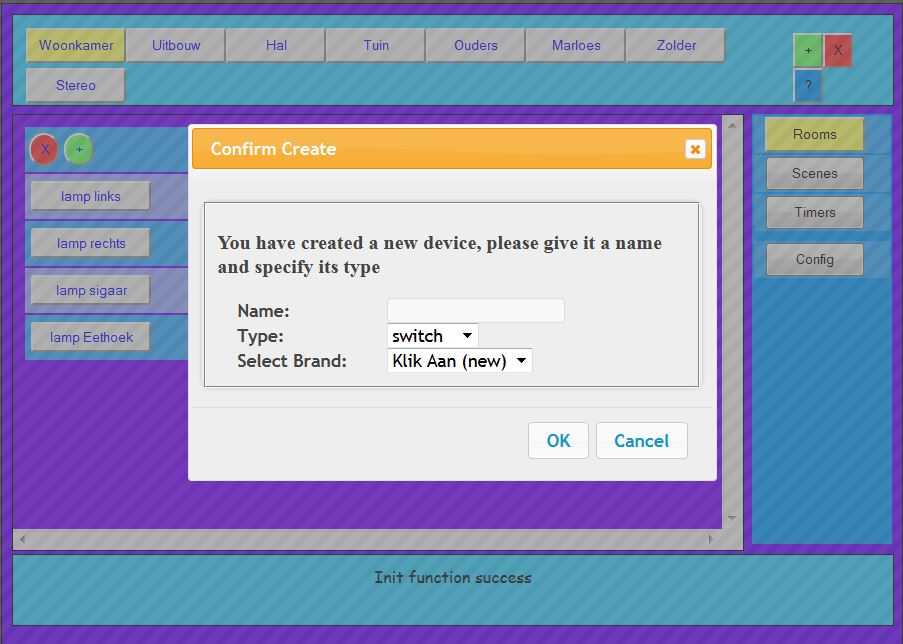 Woonkamer Uitbouw Hal Tuin Ouders Marloes Zolder
+ X
Stereo
?
X +
lamp links
lamp rechts
lamp sigaar
lamp Eethoek
Confirm Create
You have created a new device, please give it a name
and specify its type
Name:
Type: switch
Select Brand: Klik Aan (new)
OK Cancel
Rooms
Scenes
Timers
Config
Init function success